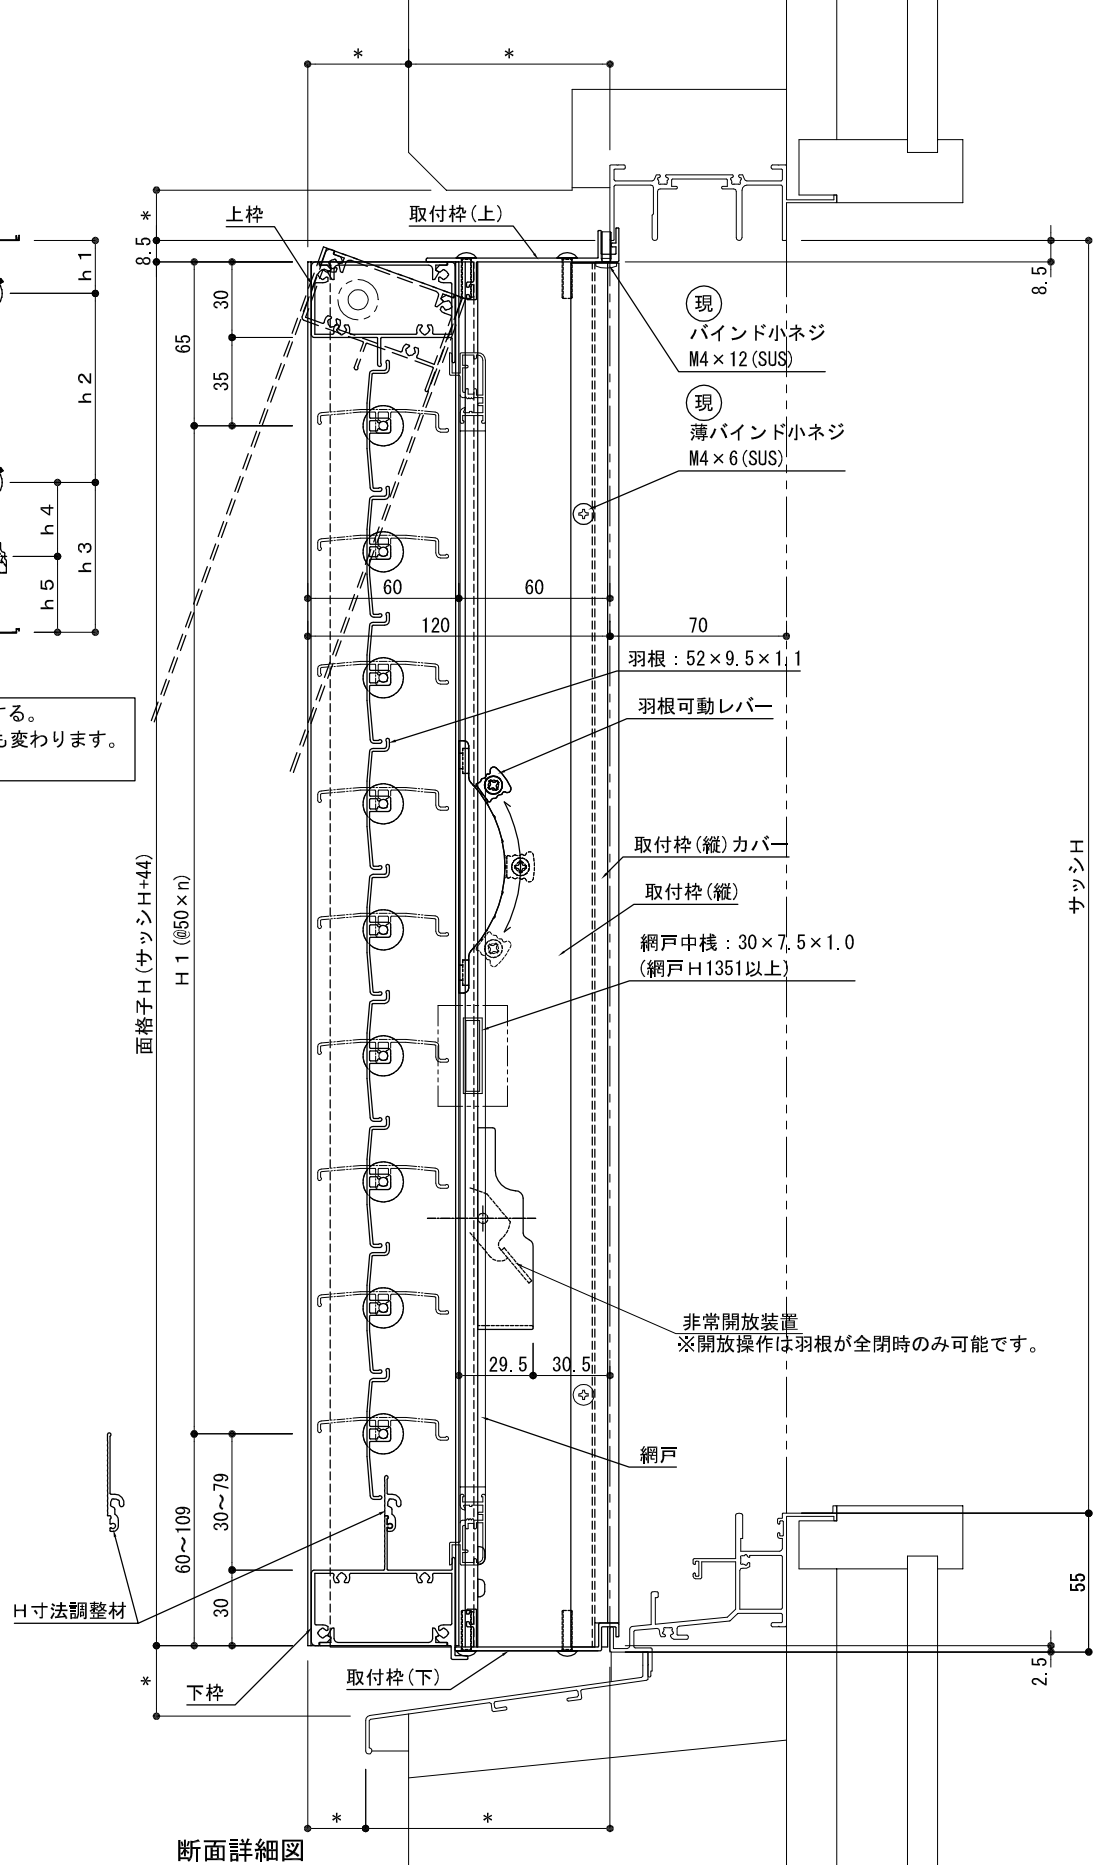 *
*
*
8.5
上枠
取付枠(上)
h1
8.5
30
現
バインド小ネジ
M4×12(SUS)
65
35
h2
現
薄バインド小ネジ
M4×6(SUS)
h4
h3
h5
60
60
120
70
羽根：52×9.5×1.1
羽根可動レバー
する。
も変わります。
取付枠(縦)カバー
サッシH
面格子H(サッシH+44)
H1(@50×n)
取付枠(縦)
網戸中桟：30×7.5×1.0
(網戸H1351以上)
非常開放装置
※開放操作は羽根が全閉時のみ可能です。
29.5
30.5
網戸
30～79
60～109
30
55
H寸法調整材
取付枠(下)
*
下枠
2.5
*
*
断面詳細図